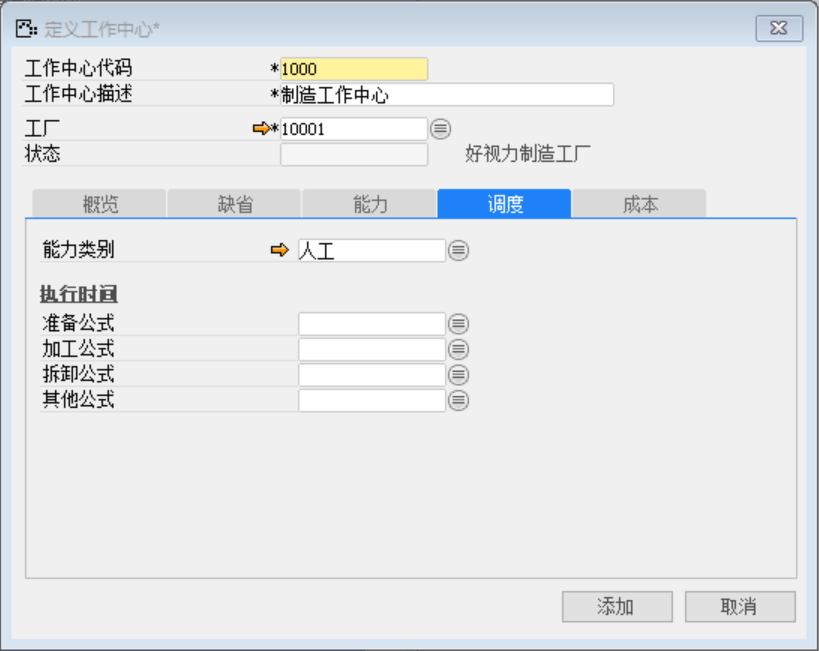 定义工作中心*
工作中心代码 *1000
工作中心描述 *制造工作中心
工厂 *10001
状态 好视力制造工厂
概览 缺省 能力 调度 成本
能力类别 人工
执行时间
准备公式
加工公式
拆卸公式
其他公式
添加 取消